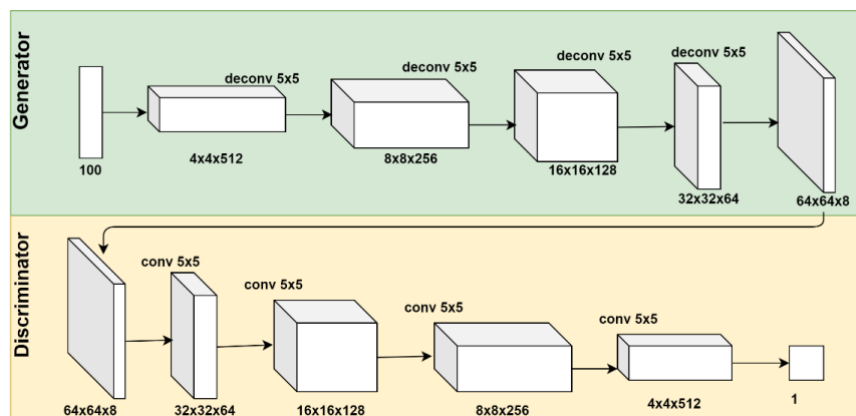 Generator
deconv 5x5
deconv 5x5
deconv 5x5
deconv 5x5
100
4x4x512
8x8x256
16x16x128
32x32x64
64x64x8
Discriminator
conv 5x5
conv 5x5
conv 5x5
conv 5x5
64x64x8
32x32x64
16x16x128
8x8x256
4x4x512
1